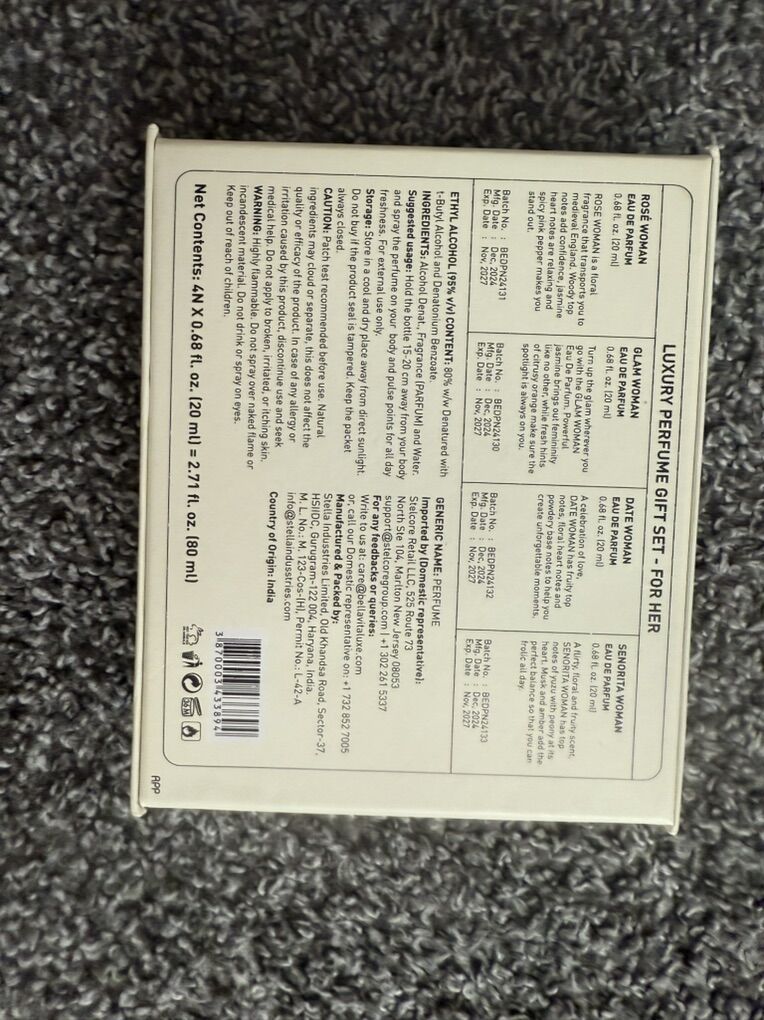 LUXURY PERFUME GIFT SET - FOR HER
ROSÉ WOMAN
EAU DE PARFUM
0.68 fl. oz. (20 ml)
ROSE WOMAN is a floral
fragrance that transports you to
medieval England. Woody top
notes add confidence, jasmine
heart notes are relaxing and
spicy pink pepper makes you
stand out.
Batch No. : BEDPN24131
Mfg. Date : Dec, 2024
Exp. Date : Nov, 2027
GLAM WOMAN
EAU DE PARFUM
0.68 fl. oz. (20 ml)
Turn up the glam wherever you
go with the GLAM WOMAN
Eau De Parfum. Powerful
jasmine brings out femininity
like no other, while fresh hints
of citrusy orange make sure the
spotlight is always on you.
Batch No. : BEDPN24130
Mfg. Date : Dec, 2024
Exp. Date : Nov, 2027
DATE WOMAN
EAU DE PARFUM
0.68 fl. oz. (20 ml)
A celebration of love,
DATE WOMAN has fruity top
notes, floral heart notes and
powdery base notes to help you
create unforgettable moments.
Batch No. : BEDPN24132
Mfg. Date : Dec, 2024
Exp. Date : Nov, 2027
SENORITA WOMAN
EAU DE PARFUM
0.68 fl. oz. (20 ml)
A flirty, floral and fruity scent,
SENORITA WOMAN has top
notes of yuzu with peony at its
heart. Musk and amber add the
perfect balance so that you can
frolic all day.
Batch No. : BEDPN24133
Mfg. Date : Dec, 2024
Exp. Date : Nov, 2027
ETHYL ALCOHOL (95% v/v) CONTENT: 80% w/w Denatured with
t-Butyl Alcohol and Denatonium Benzoate.
INGREDIENTS: Alcohol Denat., Fragrance (PARFUM) and Water.
Suggested usage: Hold the bottle 15-20 cm away from your body
and spray the perfume on your body and pulse points for all day
freshness. For external use only.
Storage: Store in a cool and dry place away from direct sunlight.
Do not buy if the product seal is tampered. Keep the packet
always closed.
CAUTION: Patch test recommended before use. Natural
ingredients may cloud or separate, this does not affect the
quality or efficacy of the product. In case of any allergy or
irritation caused by this product, discontinue use and seek
medical help. Do not apply to broken, irritated, or itching skin.
WARNING: Highly flammable. Do not spray over naked flame or
incandescent material. Do not drink or spray on eyes.
Keep out of reach of children.
Net Contents: 4N X 0.68 fl. oz. (20 ml) = 2.71 fl. oz. (80 ml)
GENERIC NAME: PERFUME
Imported by (Domestic representative):
Stelcore Retail LLC, 525 Route 73
North Ste 104, Marlton New Jersey 08053
support@stelcoregroup.com | +1 302 261 5337
For any feedbacks or queries:
Write to us at: care@bellavitaluxe.com
or, call our Domestic representative on: +1 732 852 7005
Manufactured & Packed by:
Stella Indusstries Limited, Old Khandsa Road, Sector-37,
HSIIDC, Gurugram-122 004, Haryana, India.
M. L. No.: M. 123-Cos-(H), Permit No.: L-42-A
info@stellaindusstries.com
Country of Origin: India
3 870003 433894
36M
APP